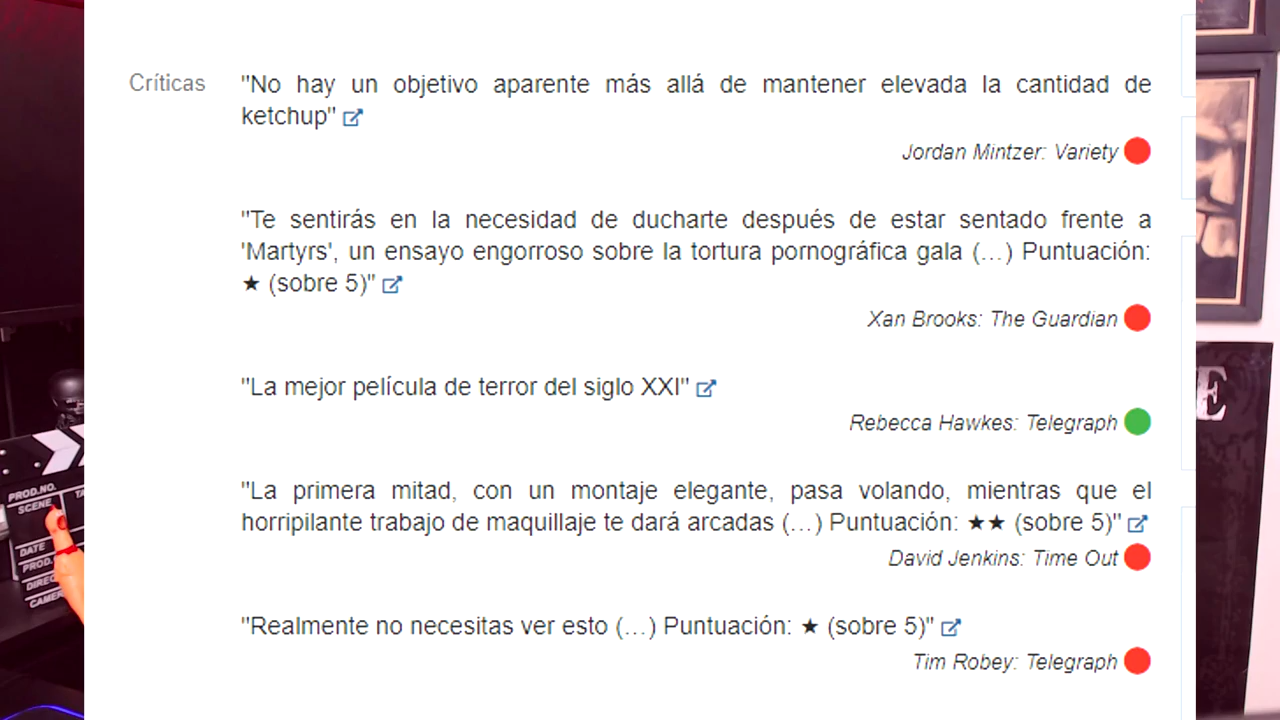 Críticas
"No hay un objetivo aparente más allá de mantener elevada la cantidad de
ketchup"
Jordan Mintzer: Variety
"Te sentirás en la necesidad de ducharte después de estar sentado frente a
'Martyrs', un ensayo engorroso sobre la tortura pornográfica gala (...) Puntuación:
★ (sobre 5)"
Xan Brooks: The Guardian
"La mejor película de terror del siglo XXI"
Rebecca Hawkes: Telegraph
"La primera mitad, con un montaje elegante, pasa volando, mientras que el
horripilante trabajo de maquillaje te dará arcadas (...) Puntuación: ★★ (sobre 5)"
David Jenkins: Time Out
"Realmente no necesitas ver esto (...) Puntuación: ★ (sobre 5)"
Tim Robey: Telegraph
PROD.NO.
SCENE
DATE
PROD.